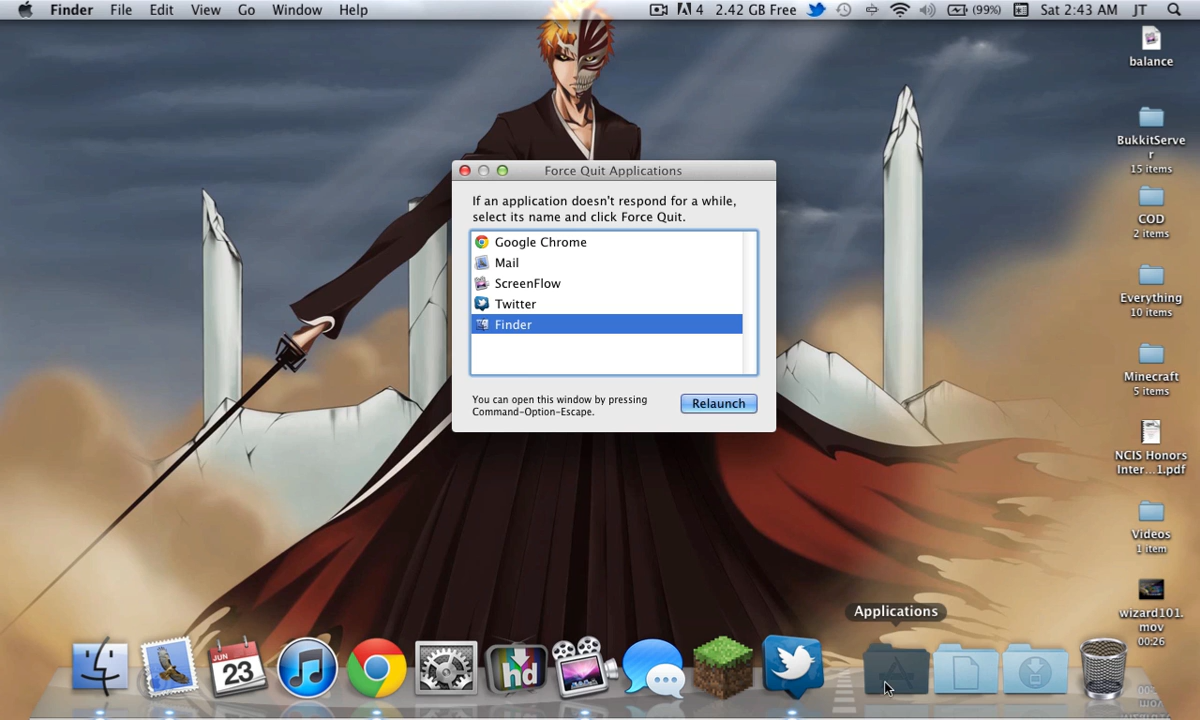 Finder File Edit View Go Window Help 4 2.42 GB Free (99%) Sat 2:43 AM JT
balance
BukkitServe
r
15 items
COD
2 items
Everything
10 items
Minecraft
5 items
NCIS Honors
Inter...1.pdf
Videos
1 item
wizard101.
mov
00:26
Force Quit Applications
If an application doesn't respond for a while,
select its name and click Force Quit.
Google Chrome
Mail
ScreenFlow
Twitter
Finder
You can open this window by pressing
Command-Option-Escape.
Relaunch
Applications
JUN
23
hd